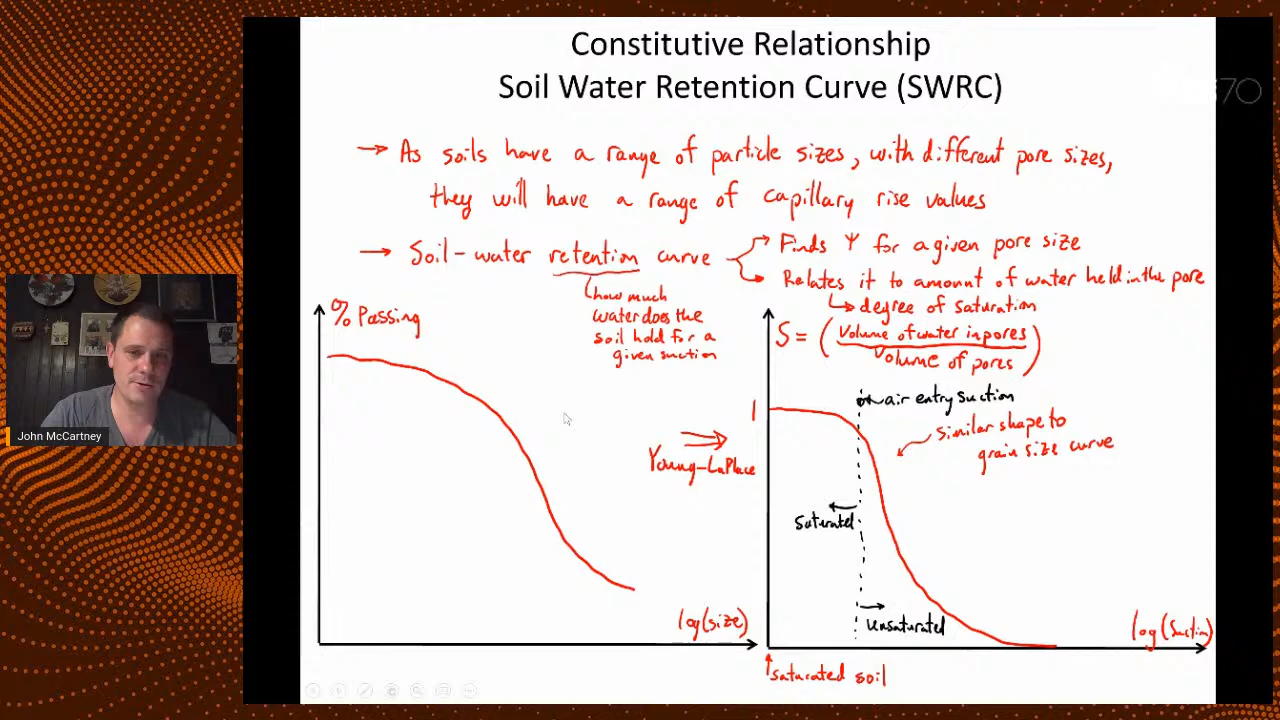 Constitutive Relationship
Soil Water Retention Curve (SWRC)
70
→ As soils have a range of particle sizes, with different pore sizes,
they will have a range of capillary rise values
→ Soil-water retention curve
→ Finds Ψ for a given pore size
→ Relates it to amount of water held in the pore
↳ degree of saturation
how much
water does the
soil hold for a
given suction
% Passing
S = (volume of water in pores / volume of pores)
1
air entry suction
similar shape to
grain size curve
⇒
Young-LaPlace
saturated
unsaturated
log(size)
log(suction)
↑ saturated soil
John McCartney